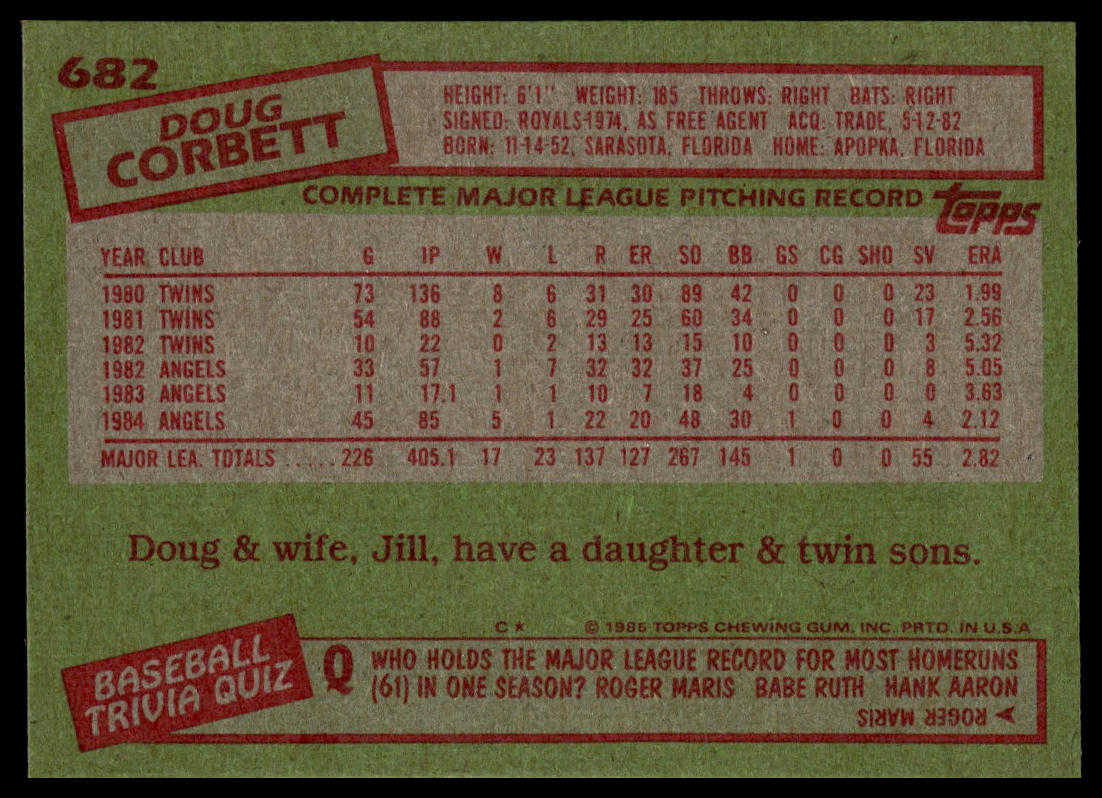 682
DOUG
CORBETT
HEIGHT: 6'1" WEIGHT: 185 THROWS: RIGHT BATS: RIGHT
SIGNED: ROYALS-1974, AS FREE AGENT ACQ: TRADE, 5-12-82
BORN: 11-14-52, SARASOTA, FLORIDA HOME: APOPKA, FLORIDA
COMPLETE MAJOR LEAGUE PITCHING RECORD topps
YEAR CLUB G IP W L R ER SO BB GS CG SHO SV ERA
1980 TWINS 73 136 8 6 31 30 89 42 0 0 0 23 1.99
1981 TWINS 54 88 2 6 29 25 60 34 0 0 0 17 2.56
1982 TWINS 10 22 0 2 13 13 15 10 0 0 0 3 5.32
1982 ANGELS 33 57 1 7 32 32 37 25 0 0 0 8 5.05
1983 ANGELS 11 17.1 1 1 10 7 18 4 0 0 0 0 3.63
1984 ANGELS 45 85 5 1 22 20 48 30 1 0 0 4 2.12
MAJOR LEA. TOTALS ..... 226 405.1 17 23 137 127 267 145 1 0 0 55 2.82
Doug & wife, Jill, have a daughter & twin sons.
C★ © 1985 TOPPS CHEWING GUM, INC. PRTD. IN U.S.A
BASEBALL
TRIVIA QUIZ
Q WHO HOLDS THE MAJOR LEAGUE RECORD FOR MOST HOMERUNS
(61) IN ONE SEASON? ROGER MARIS BABE RUTH HANK AARON
ROGER MARIS